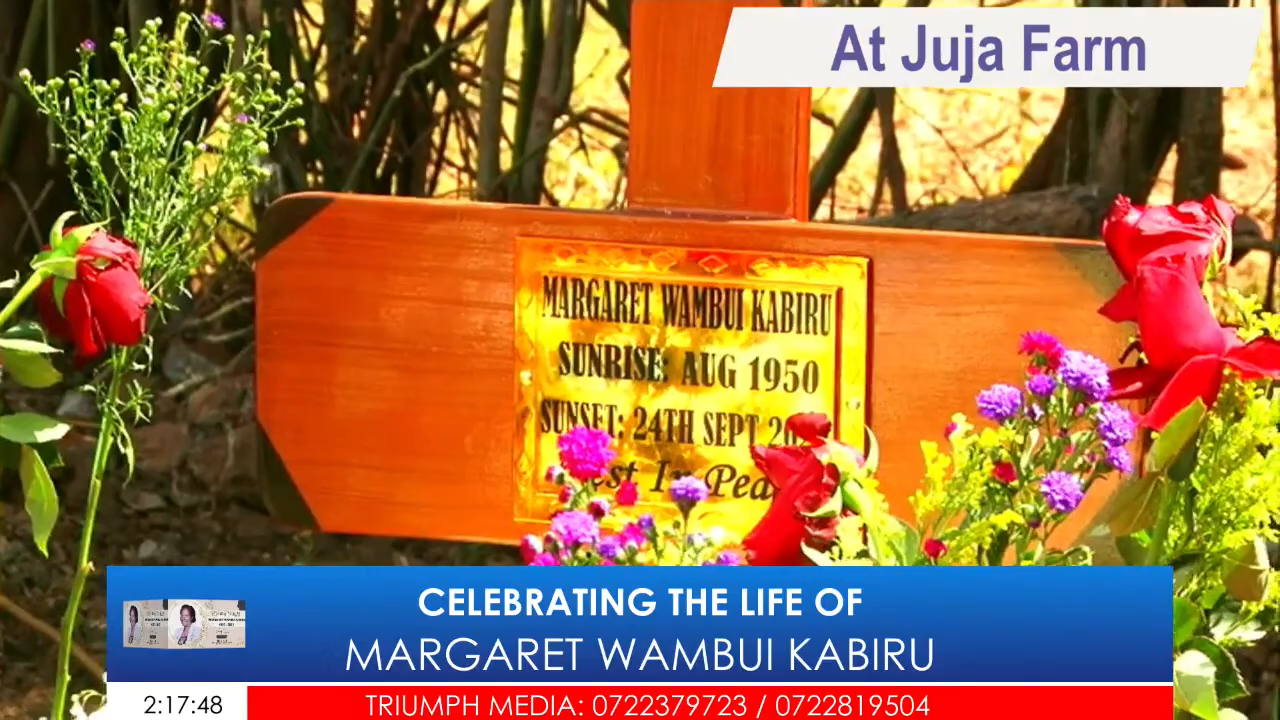 At Juja Farm
MARGARET WAMBUI KABIRU
SUNRISE: AUG 1950
SUNSET: 24TH SEPT
CELEBRATING THE LIFE OF
MARGARET WAMBUI KABIRU
2:17:48
TRIUMPH MEDIA: 0722379723 / 0722819504